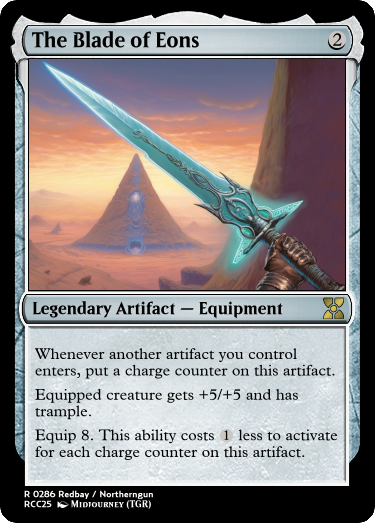 The Blade of Eons
2
Legendary Artifact — Equipment
Whenever another artifact you control
enters, put a charge counter on this artifact.
Equipped creature gets +5/+5 and has
trample.
Equip 8. This ability costs 1 less to activate
for each charge counter on this artifact.
R 0286 Redbay / Northerngun
RCC25 Midjourney (TGR)